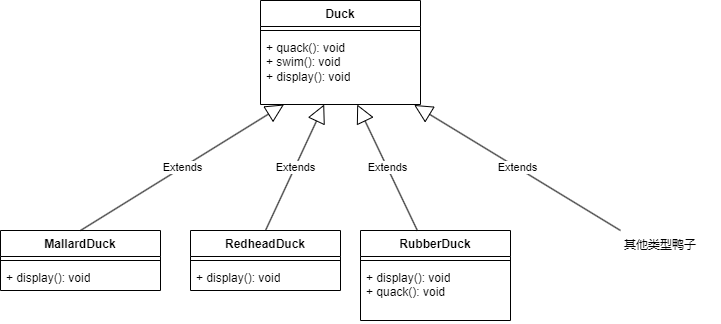 Duck
+ quack(): void
+ swim(): void
+ display(): void
Extends
Extends
Extends
Extends
MallardDuck
+ display(): void
RedheadDuck
+ display(): void
RubberDuck
+ display(): void
+ quack(): void
其他类型鸭子